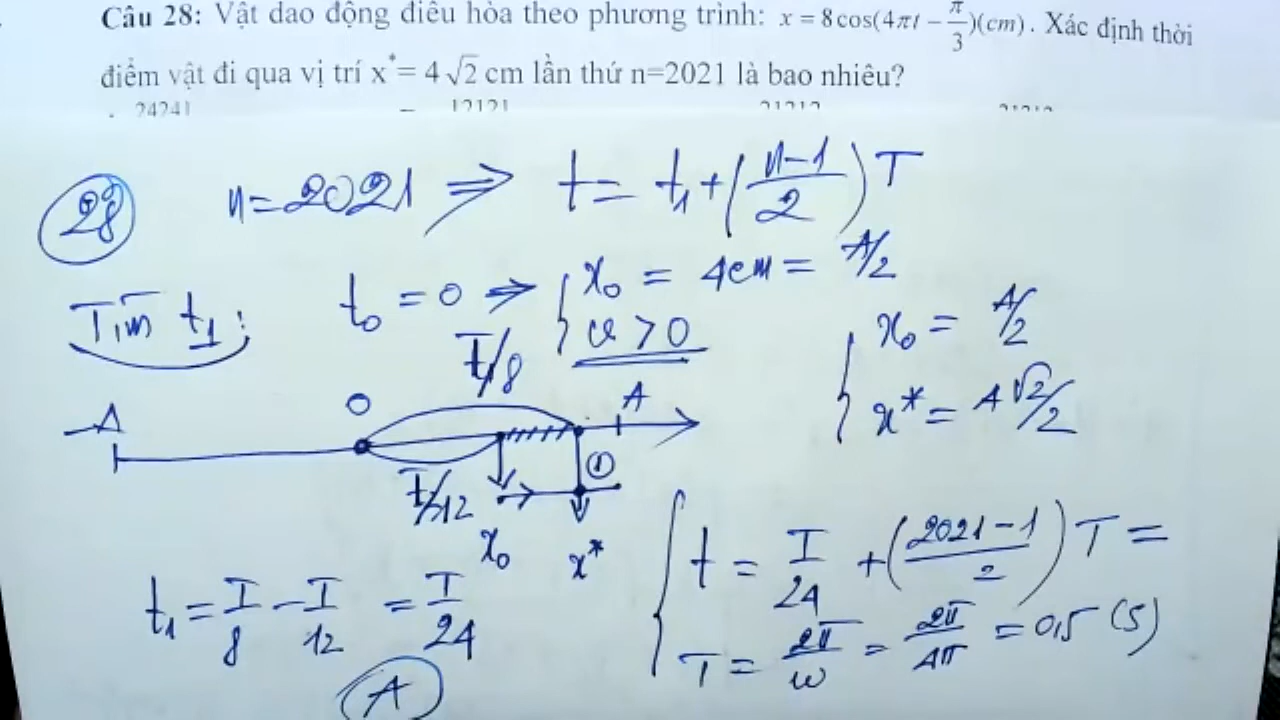 Câu 28: Vật dao động điều hòa theo phương trình: x = 8cos(4πt − π/3)(cm). Xác định thời
điểm vật đi qua vị trí x*= 4√2 cm lần thứ n=2021 là bao nhiêu?
28 n=2021 ⇒ t = t₁ + (n-1/2)T
Tìm t₁: t₀ = 0 ⇒ { x₀ = 4cm = A/2
v > 0
{ x₀ = A/2
x* = A√2/2
T/8
-A O A
T/12 ①
x₀ x*
t₁ = T/8 − T/12 = T/24
{ t = T/24 + (2021-1/2)T =
T = 2π/ω = 2π/4π = 0,5 (s)
A